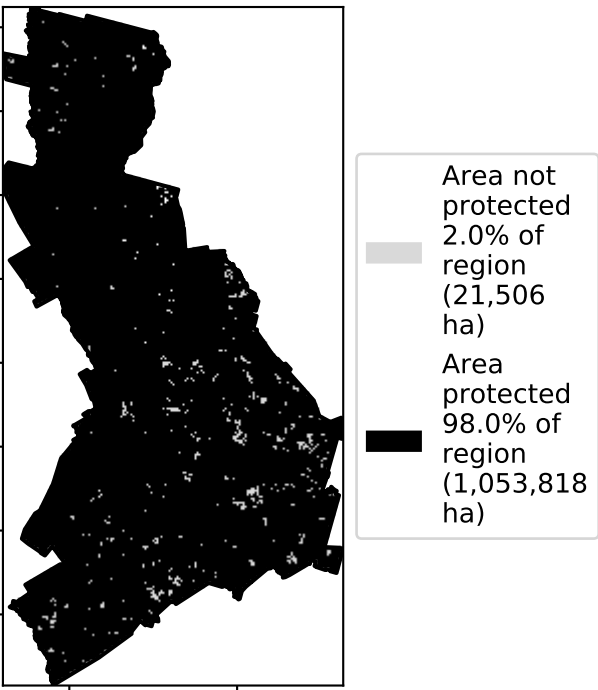 Area not
protected
2.0% of
region
(21,506
ha)
Area
protected
98.0% of
region
(1,053,818
ha)